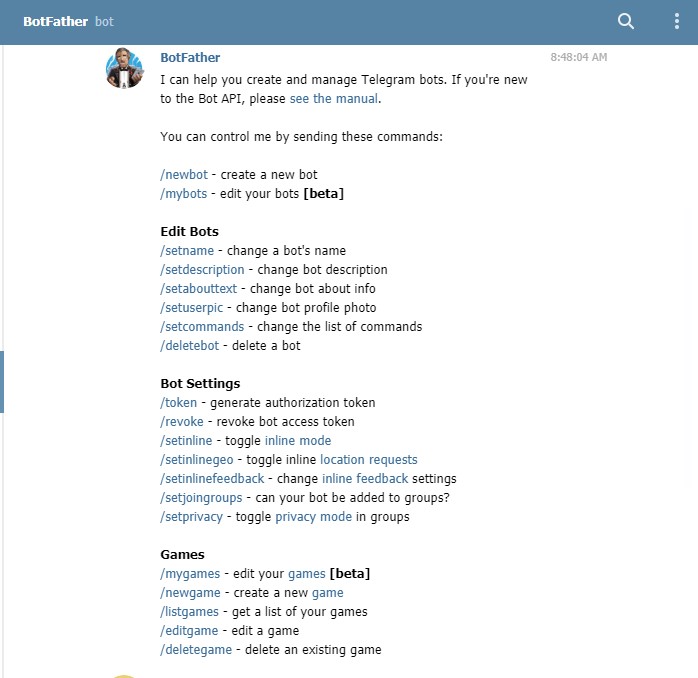 BotFather bot
BotFather 8:48:04 AM
I can help you create and manage Telegram bots. If you're new
to the Bot API, please see the manual.
You can control me by sending these commands:
/newbot - create a new bot
/mybots - edit your bots [beta]
Edit Bots
/setname - change a bot's name
/setdescription - change bot description
/setabouttext - change bot about info
/setuserpic - change bot profile photo
/setcommands - change the list of commands
/deletebot - delete a bot
Bot Settings
/token - generate authorization token
/revoke - revoke bot access token
/setinline - toggle inline mode
/setinlinegeo - toggle inline location requests
/setinlinefeedback - change inline feedback settings
/setjoingroups - can your bot be added to groups?
/setprivacy - toggle privacy mode in groups
Games
/mygames - edit your games [beta]
/newgame - create a new game
/listgames - get a list of your games
/editgame - edit a game
/deletegame - delete an existing game